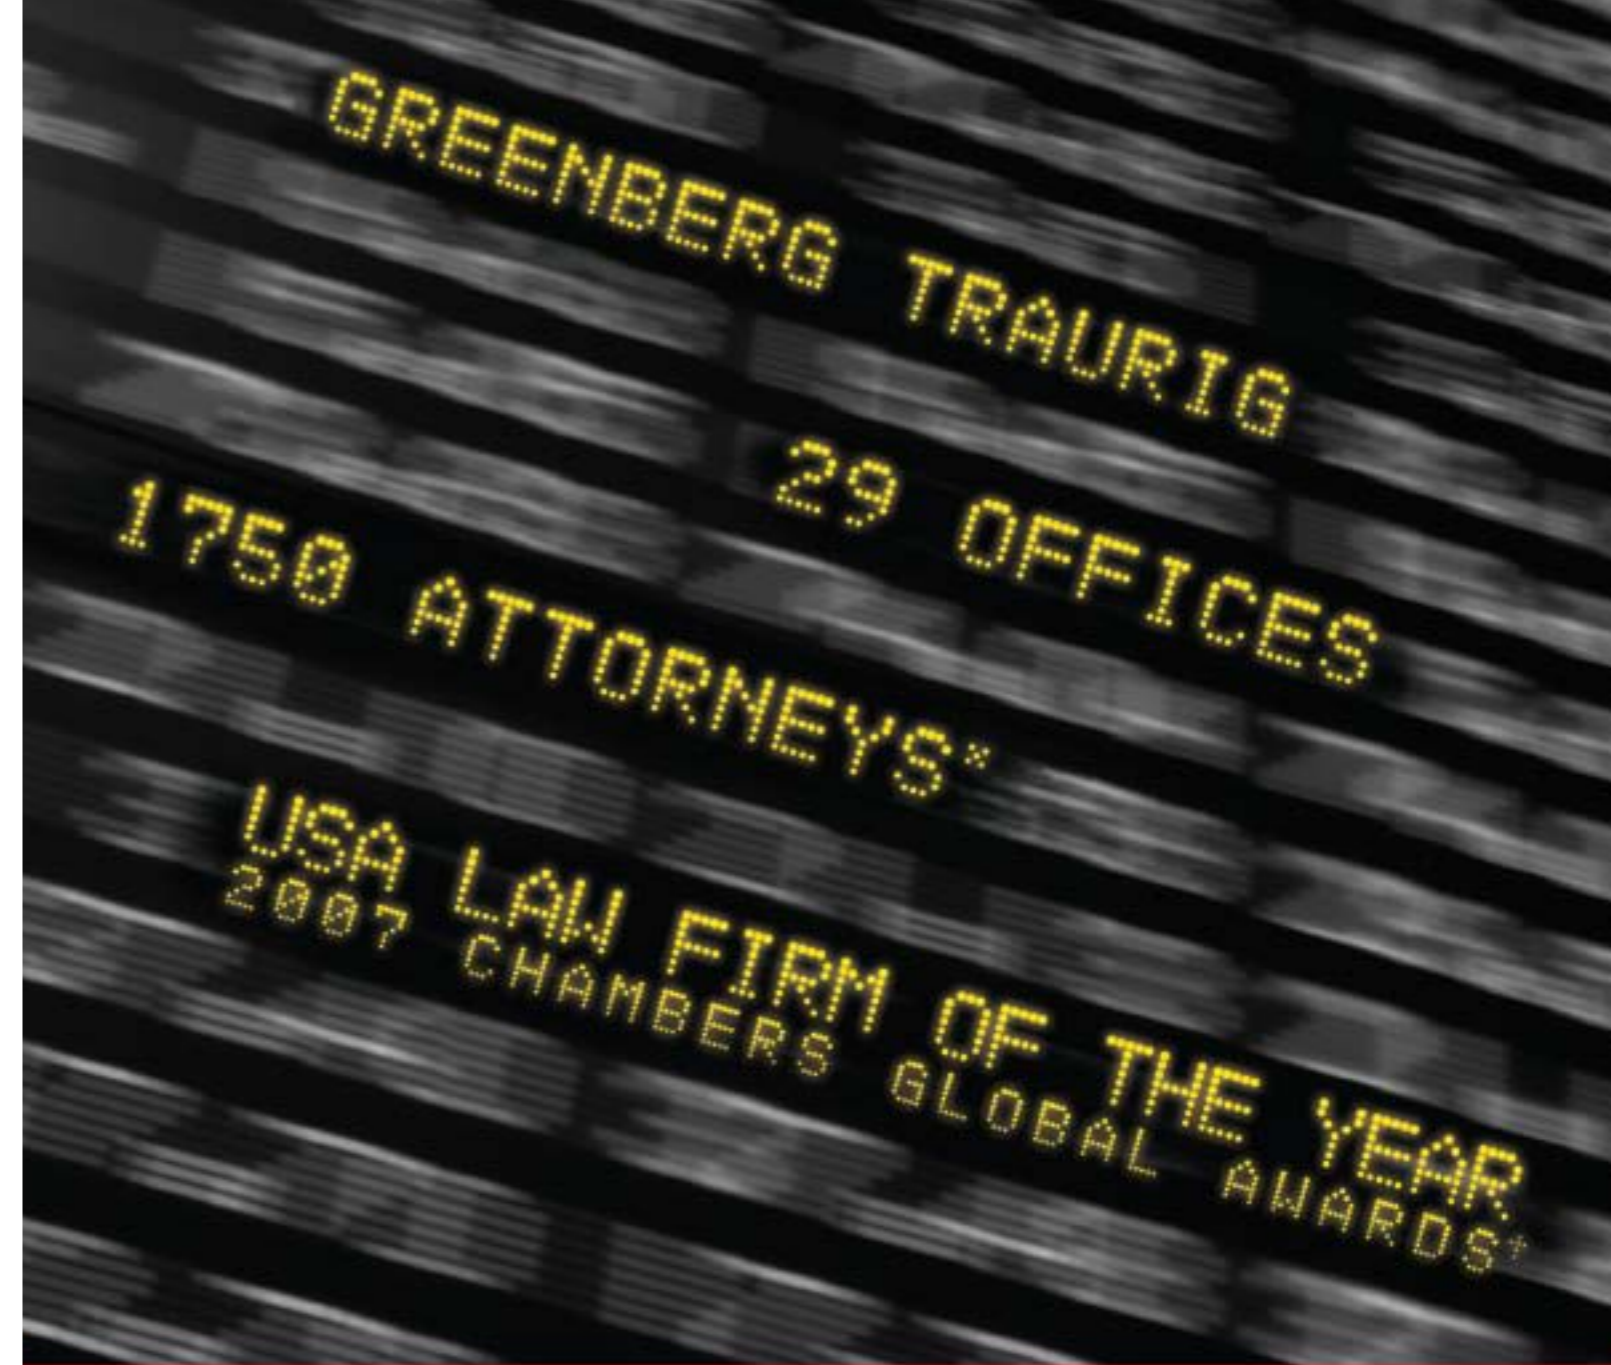 GREENBERG TRAURIG
29 OFFICES
1750 ATTORNEYS*
USA LAW FIRM OF THE YEAR
2007 CHAMBERS GLOBAL AWARDS†